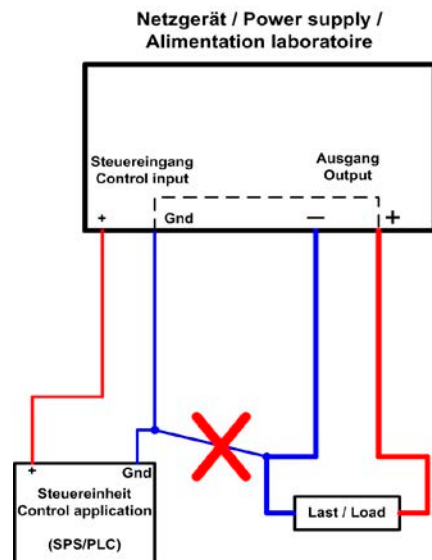 Netzgerät / Power supply /
Alimentation laboratoire
Steuereingang
Control input
Ausgang
Output
+
Gnd
—
+
+
Gnd
Steuereinheit
Control application
(SPS/PLC)
Last / Load